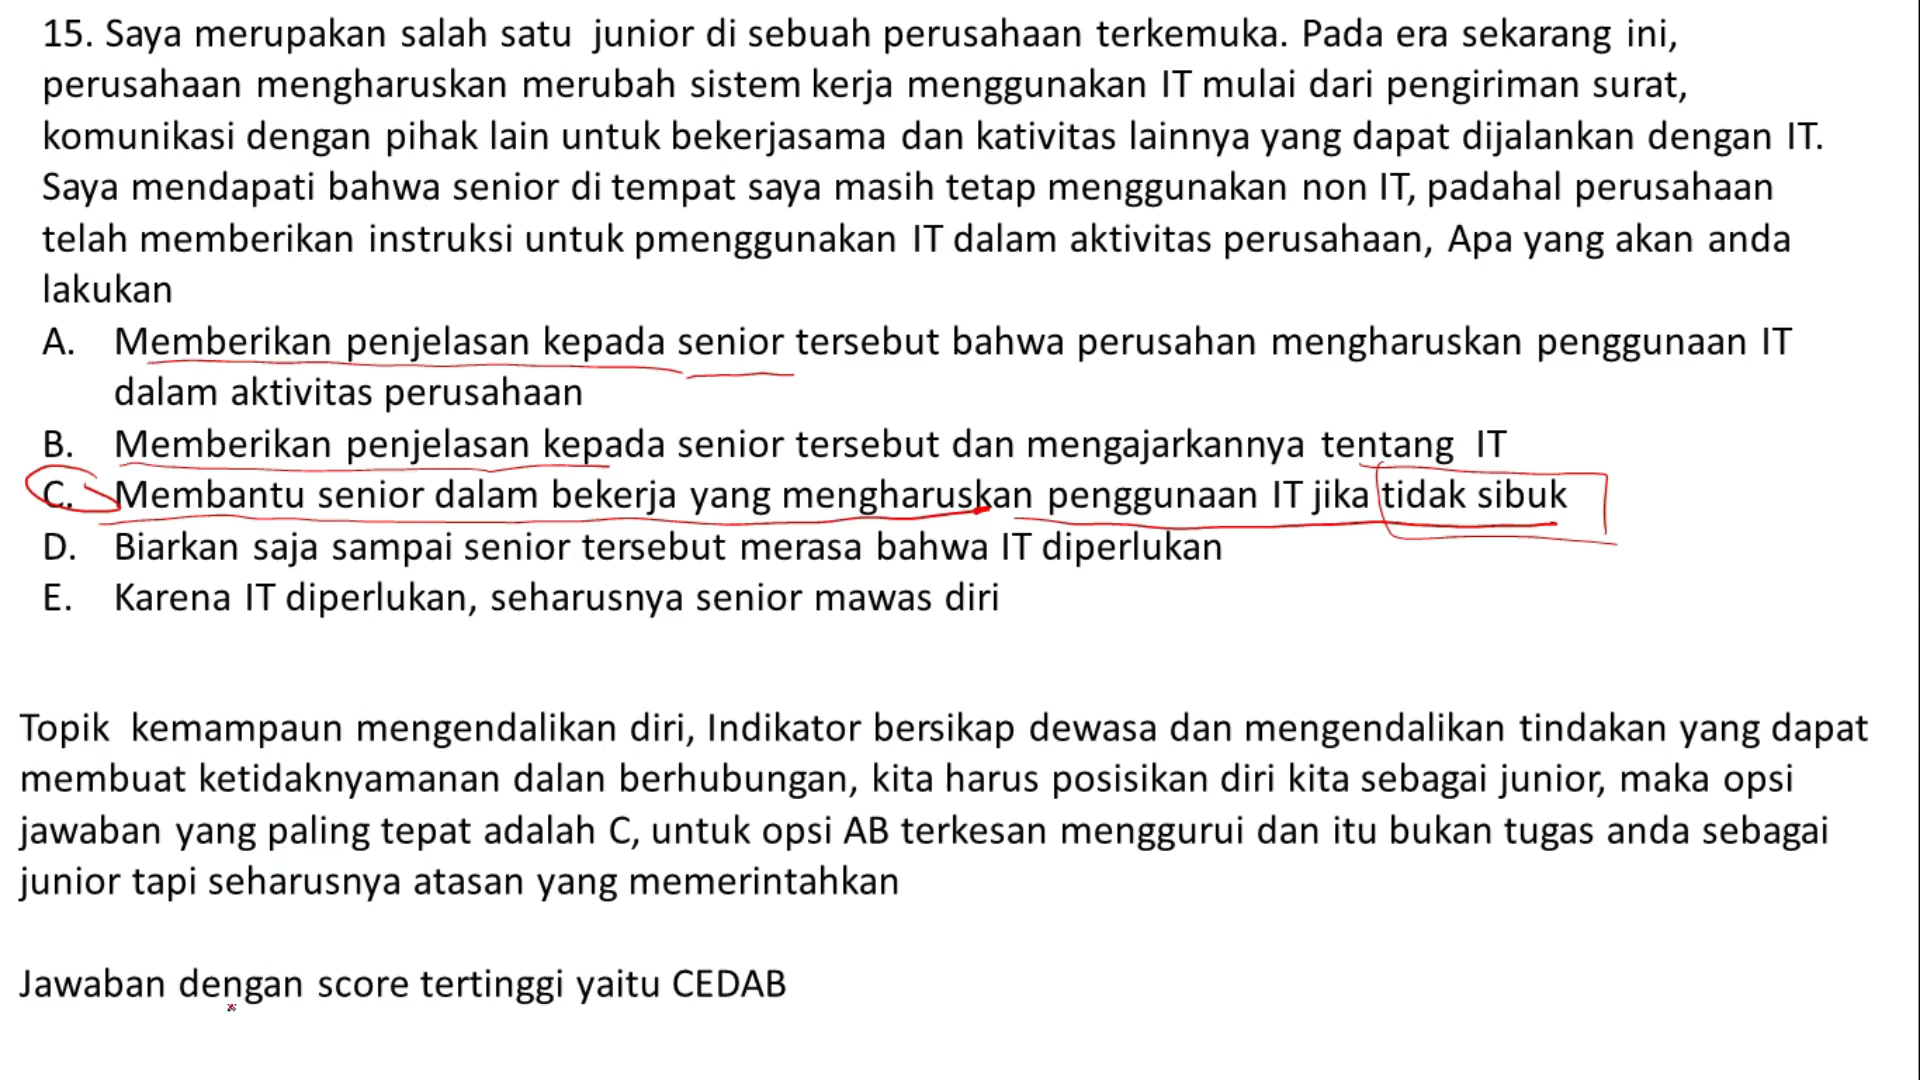 15. Saya merupakan salah satu junior di sebuah perusahaan terkemuka. Pada era sekarang ini,
perusahaan mengharuskan merubah sistem kerja menggunakan IT mulai dari pengiriman surat,
komunikasi dengan pihak lain untuk bekerjasama dan kativitas lainnya yang dapat dijalankan dengan IT.
Saya mendapati bahwa senior di tempat saya masih tetap menggunakan non IT, padahal perusahaan
telah memberikan instruksi untuk pmenggunakan IT dalam aktivitas perusahaan, Apa yang akan anda
lakukan
A. Memberikan penjelasan kepada senior tersebut bahwa perusahan mengharuskan penggunaan IT
dalam aktivitas perusahaan
B. Memberikan penjelasan kepada senior tersebut dan mengajarkannya tentang IT
C. Membantu senior dalam bekerja yang mengharuskan penggunaan IT jika tidak sibuk
D. Biarkan saja sampai senior tersebut merasa bahwa IT diperlukan
E. Karena IT diperlukan, seharusnya senior mawas diri
Topik kemampaun mengendalikan diri, Indikator bersikap dewasa dan mengendalikan tindakan yang dapat
membuat ketidaknyamanan dalan berhubungan, kita harus posisikan diri kita sebagai junior, maka opsi
jawaban yang paling tepat adalah C, untuk opsi AB terkesan menggurui dan itu bukan tugas anda sebagai
junior tapi seharusnya atasan yang memerintahkan
Jawaban dengan score tertinggi yaitu CEDAB